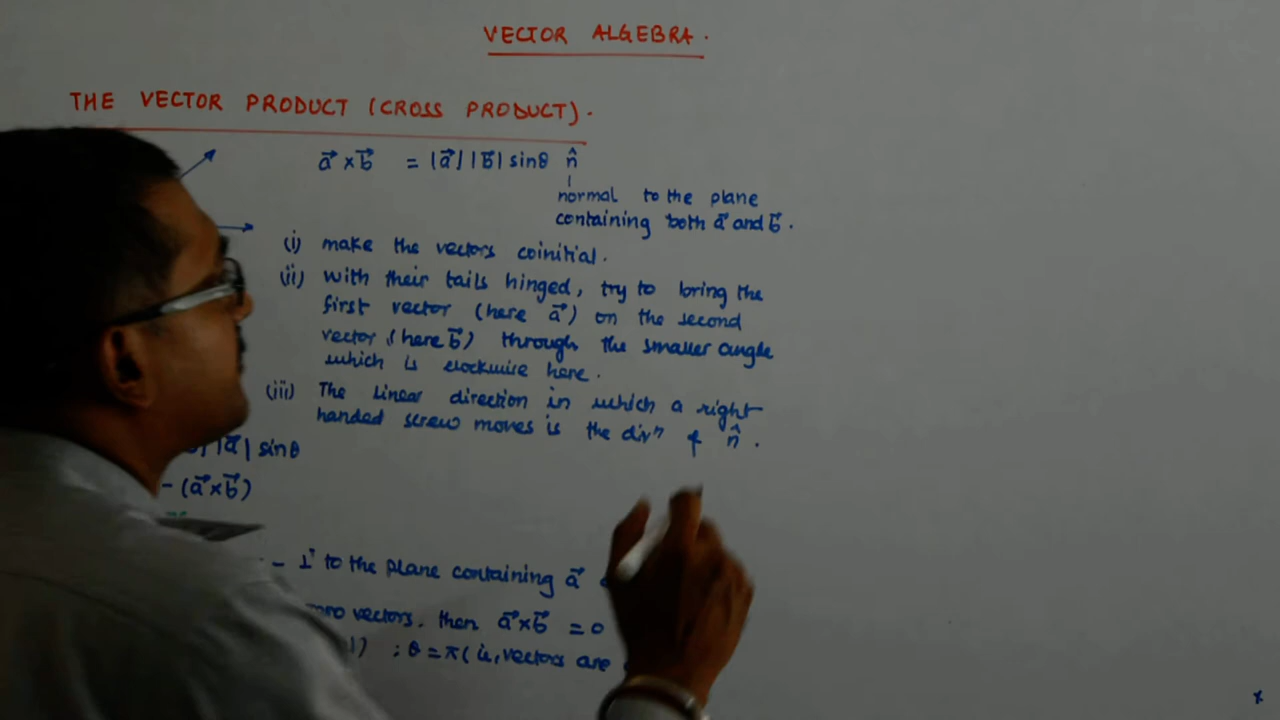 VECTOR ALGEBRA.
THE VECTOR PRODUCT (CROSS PRODUCT).
a⃗ × b⃗ = |a⃗| |b⃗| sinθ n̂
normal to the plane
containing both a⃗ and b⃗.
(i) make the vectors coinitial.
(ii) with their tails hinged, try to bring the
first vector (here a⃗) on the second
vector (here b⃗) through the smaller angle
which is clockwise here.
(iii) The linear direction in which a right
handed screw moves is the dirⁿ of n̂.
|a⃗| sinθ
- (a⃗×b⃗)
- ⊥ʳ to the plane containing a⃗
vectors, then a⃗×b⃗ = 0
; θ = π ( ie, vectors are